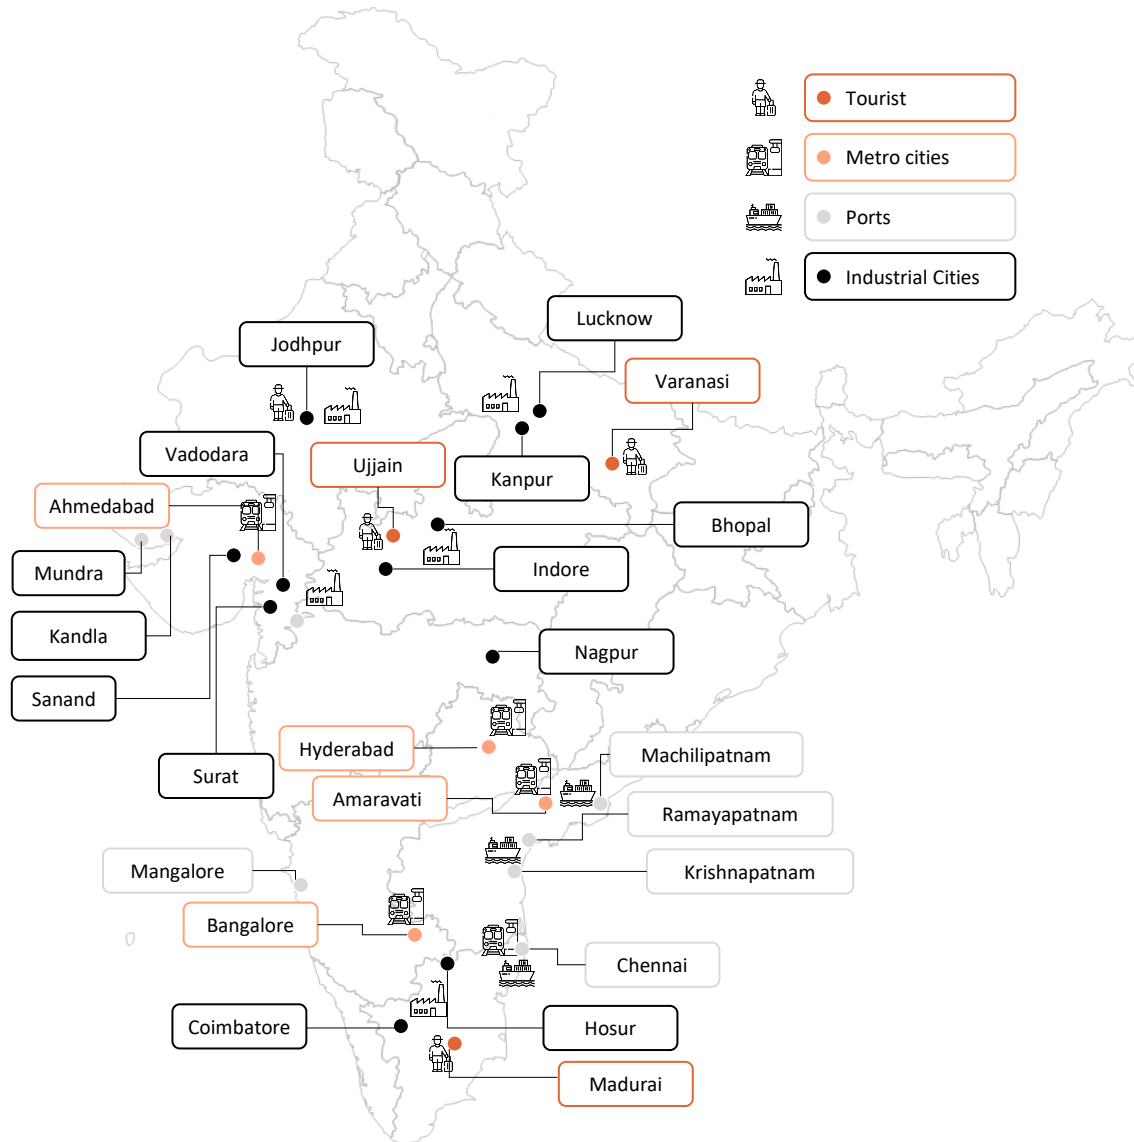 Tourist
Metro cities
Ports
Industrial Cities
Lucknow
Jodhpur
Varanasi
Vadodara
Ujjain
Kanpur
Ahmedabad
Bhopal
Mundra
Indore
Kandla
Nagpur
Sanand
Hyderabad
Machilipatnam
Surat
Amaravati
Ramayapatnam
Mangalore
Krishnapatnam
Bangalore
Chennai
Coimbatore
Hosur
Madurai